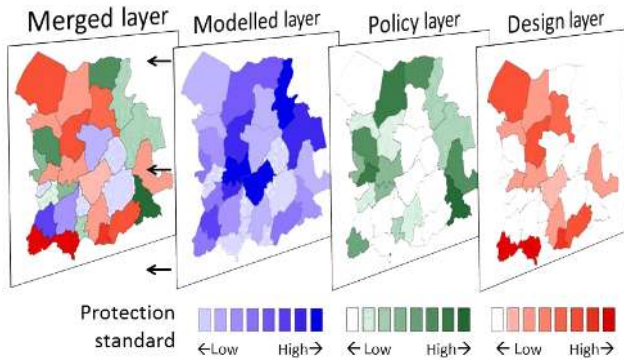 Merged layer
Modelled layer
Policy layer
Design layer
Protection standard
←Low High→
← Low High→
← Low High→